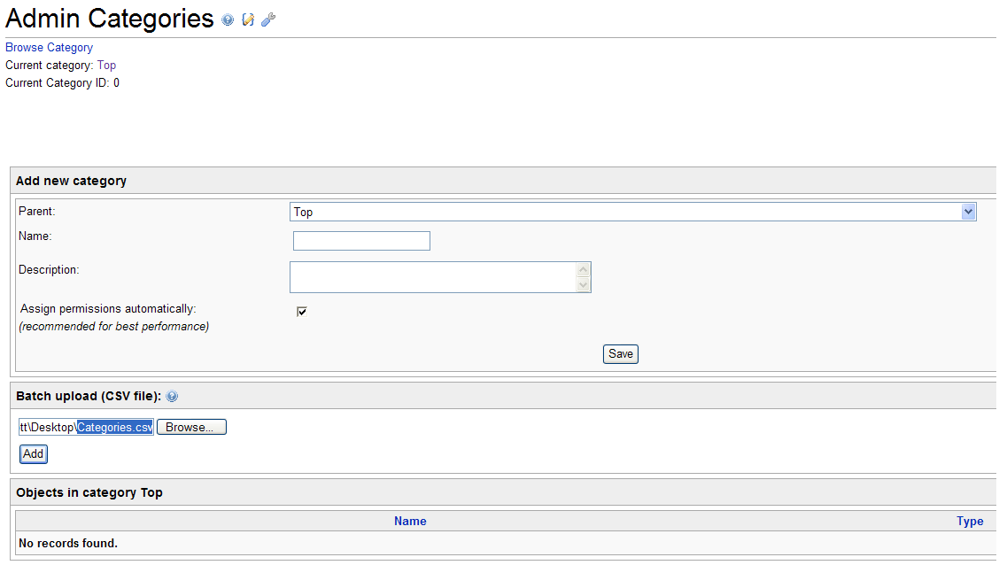 Admin Categories
Browse Category
Current category: Top
Current Category ID: 0
Add new category
Parent: Top
Name:
Description:
Assign permissions automatically:
(recommended for best performance)
Save
Batch upload (CSV file):
tt\Desktop\Categories.csv Browse...
Add
Objects in category Top
Name Type
No records found.